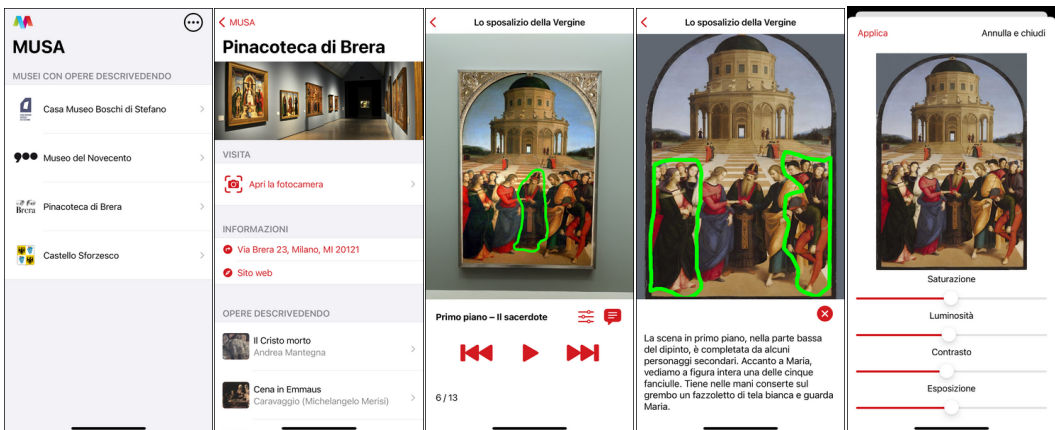 MUSA
MUSEI CON OPERE DESCRIVEDENDO
Casa Museo Boschi di Stefano
Museo del Novecento
Brera
Pinacoteca di Brera
Castello Sforzesco
MUSA
Pinacoteca di Brera
VISITA
Apri la fotocamera
INFORMAZIONI
Via Brera 23, Milano, MI 20121
Sito web
OPERE DESCRIVEDENDO
Il Cristo morto
Andrea Mantegna
Cena in Emmaus
Caravaggio (Michelangelo Merisi)
Lo sposalizio della Vergine
Primo piano – Il sacerdote
6 / 13
Lo sposalizio della Vergine
La scena in primo piano, nella parte bassa
del dipinto, è completata da alcuni
personaggi secondari. Accanto a Maria,
vediamo a figura intera una delle cinque
fanciulle. Tiene nelle mani conserte sul
grembo un fazzoletto di tela bianca e guarda
Maria.
Applica
Annulla e chiudi
Saturazione
Luminosità
Contrasto
Esposizione